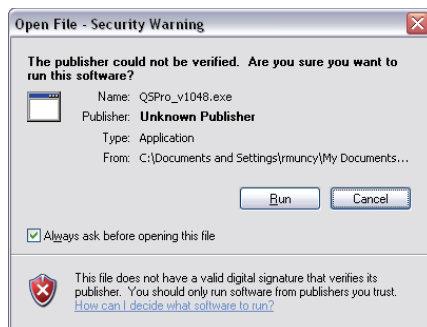 Open File - Security Warning
The publisher could not be verified.  Are you sure you want to
run this software?
Name: QSPro_v1048.exe
Publisher: Unknown Publisher
Type: Application
From: C:\Documents and Settings\rmuncy\My Documents...
Run Cancel
Always ask before opening this file
This file does not have a valid digital signature that verifies its
publisher.  You should only run software from publishers you trust.
How can I decide what software to run?